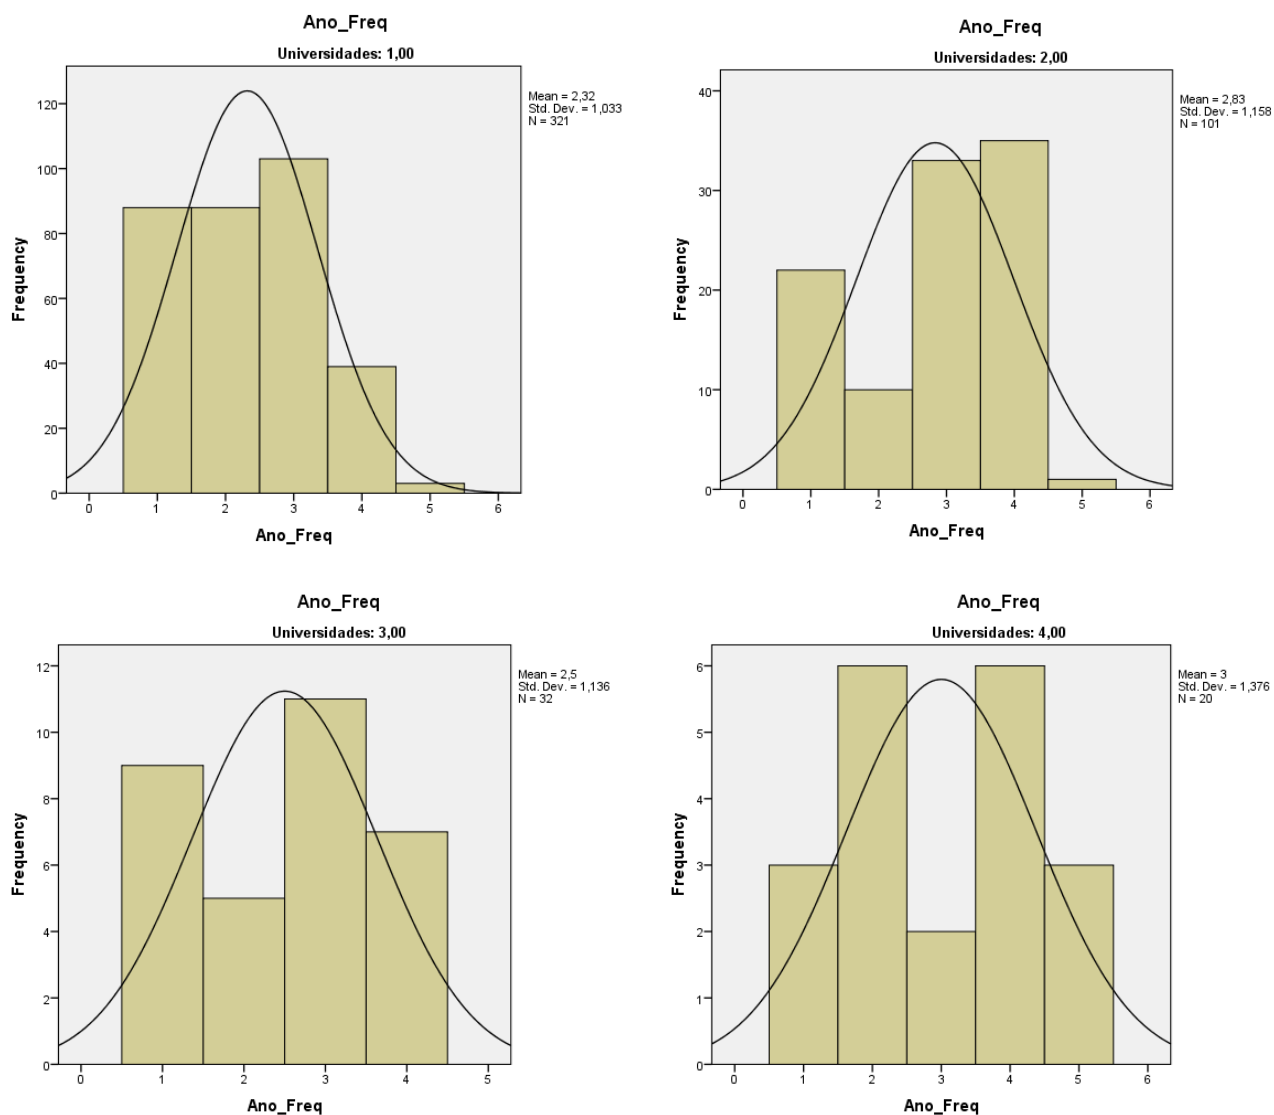 Ano_Freq
Universidades: 1,00
Mean = 2,32
Std. Dev. = 1,033
N = 321
120
100
80
60
40
20
0
Frequency
0 1 2 3 4 5 6
Ano_Freq
Ano_Freq
Universidades: 2,00
Mean = 2,83
Std. Dev. = 1,158
N = 101
40
30
20
10
0
Frequency
0 1 2 3 4 5 6
Ano_Freq
Ano_Freq
Universidades: 3,00
Mean = 2,5
Std. Dev. = 1,136
N = 32
12
10
8
6
4
2
0
Frequency
0 1 2 3 4 5
Ano_Freq
Ano_Freq
Universidades: 4,00
Mean = 3
Std. Dev. = 1,376
N = 20
6
5
4
3
2
1
0
Frequency
0 1 2 3 4 5 6
Ano_Freq